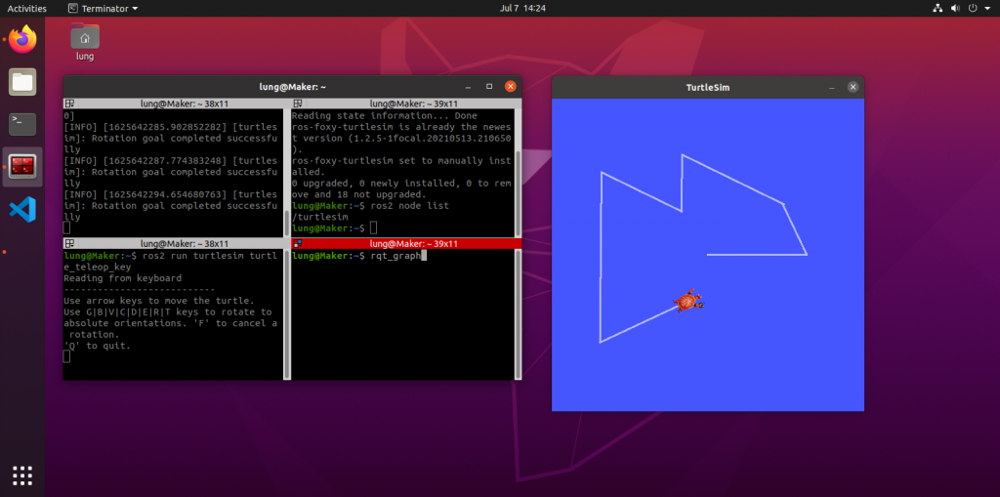 Activities
Terminator
Jul 7 14:24
lung
lung@Maker: ~
lung@Maker: ~ 38x11
0]
[INFO] [1625642285.902852282] [turtles
im]: Rotation goal completed successfu
lly
[INFO] [1625642287.774383248] [turtles
im]: Rotation goal completed successfu
lly
[INFO] [1625642294.654680763] [turtles
im]: Rotation goal completed successfu
lly
lung@Maker: ~ 39x11
Reading state information... Done
ros-foxy-turtlesim is already the newes
t version (1.2.5-1focal.20210513.210650
).
ros-foxy-turtlesim set to manually inst
alled.
0 upgraded, 0 newly installed, 0 to rem
ove and 18 not upgraded.
lung@Maker:~$ ros2 node list
/turtlesim
lung@Maker:~$
lung@Maker: ~ 38x11
lung@Maker:~$ ros2 run turtlesim turtl
e_teleop_key
Reading from keyboard
---------------------------
Use arrow keys to move the turtle.
Use G|B|V|C|D|E|R|T keys to rotate to
absolute orientations. 'F' to cancel a
 rotation.
'Q' to quit.
lung@Maker: ~ 39x11
lung@Maker:~$ rqt_graph
TurtleSim